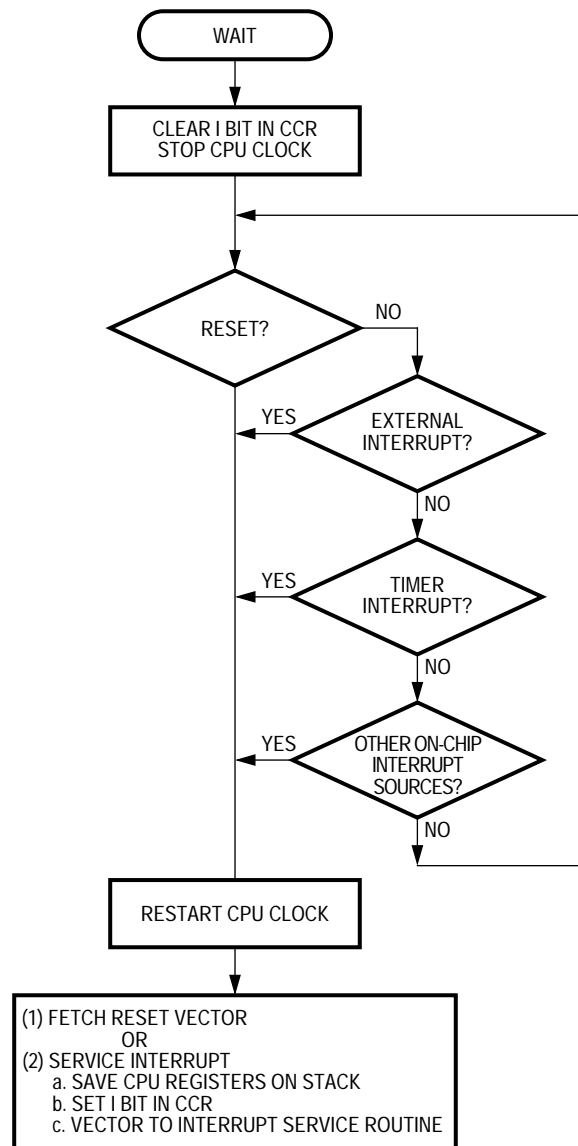 WAIT
CLEAR I BIT IN CCR
STOP CPU CLOCK
RESET?
NO
YES
EXTERNAL
INTERRUPT?
NO
YES
TIMER
INTERRUPT?
NO
YES
OTHER ON-CHIP
INTERRUPT
SOURCES?
NO
RESTART CPU CLOCK
(1) FETCH RESET VECTOR
OR
(2) SERVICE INTERRUPT
a. SAVE CPU REGISTERS ON STACK
b. SET I BIT IN CCR
c. VECTOR TO INTERRUPT SERVICE ROUTINE